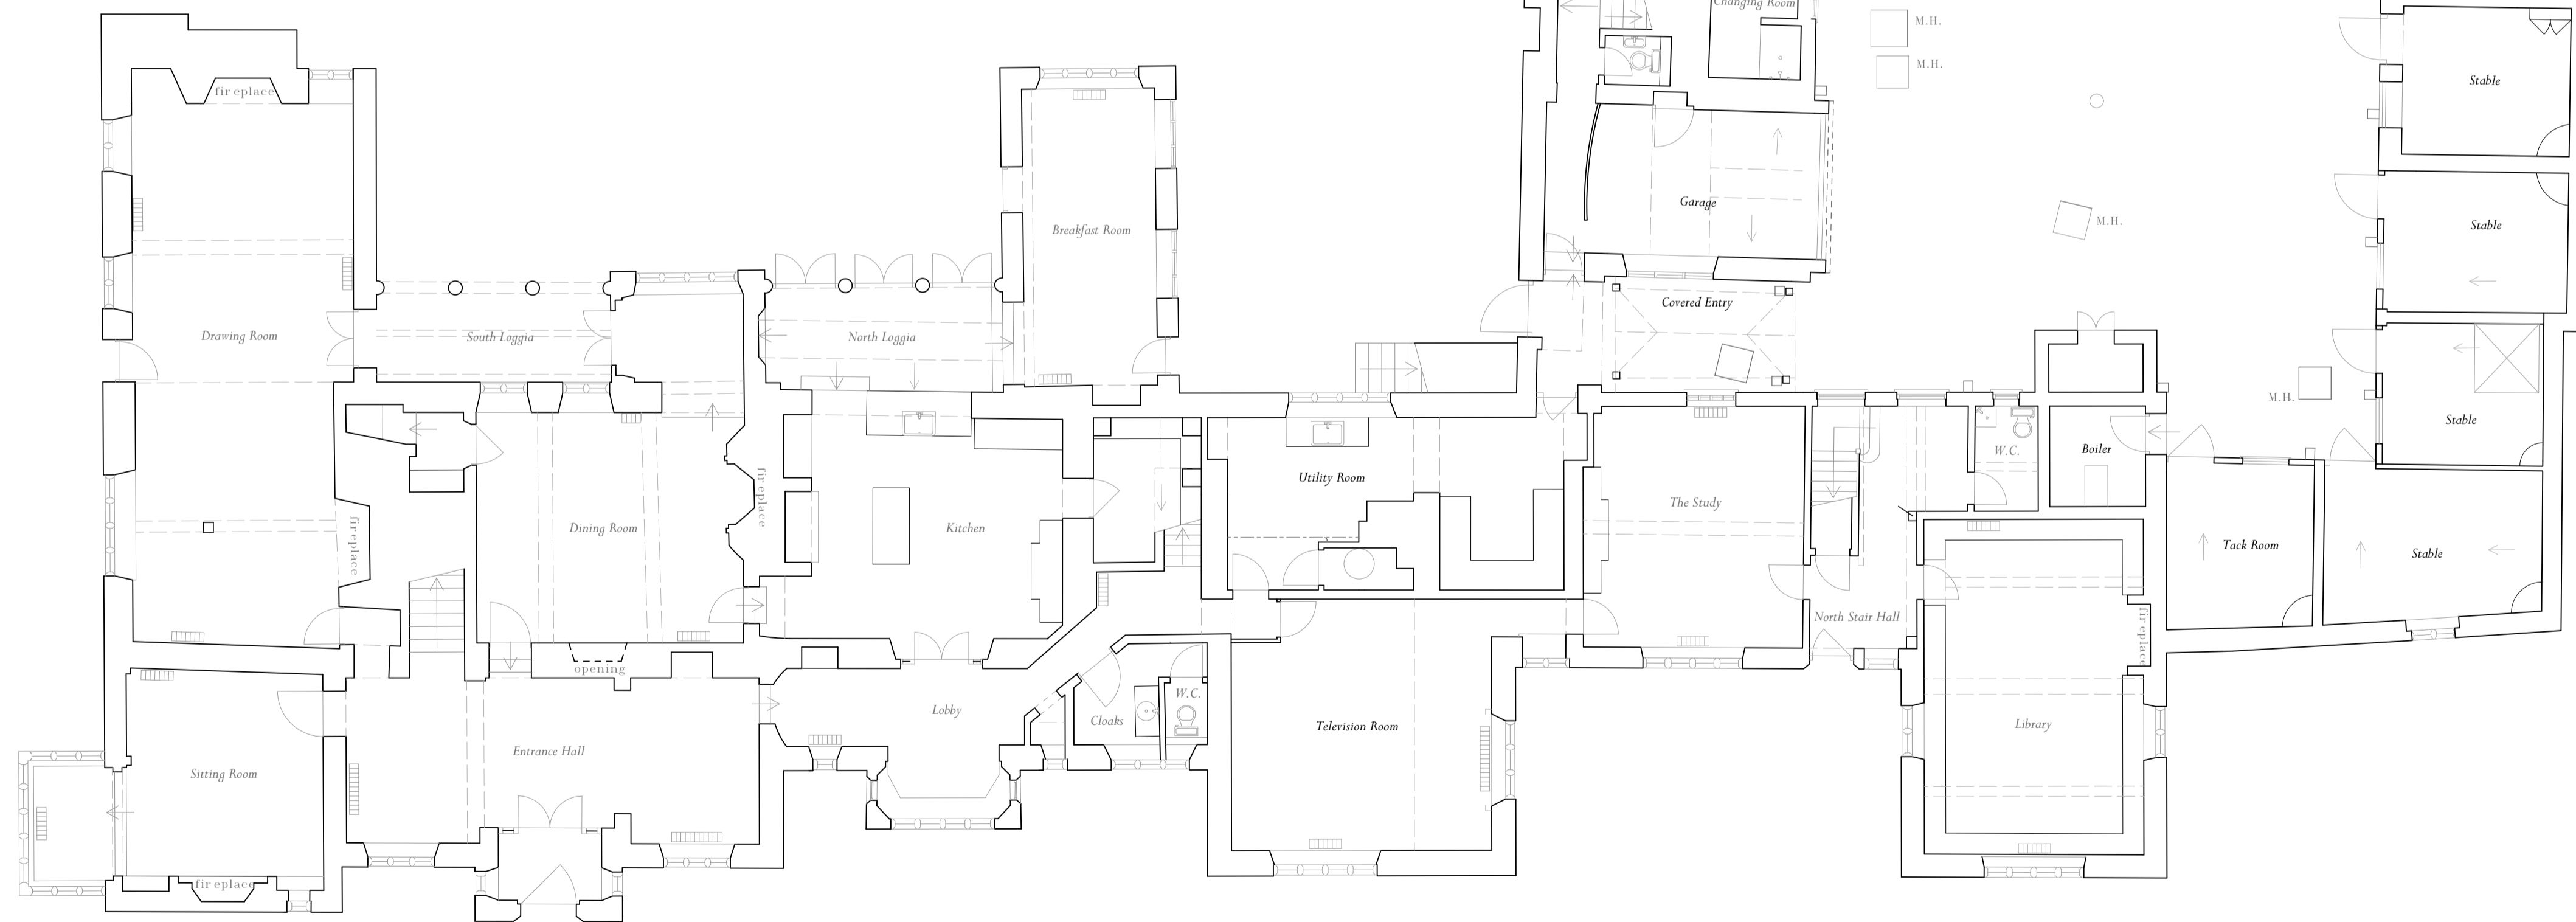 Changing Room
M.H.
M.H.
Stable
fireplace
Garage
Stable
M.H.
Breakfast Room
Covered Entry
Drawing Room
South Loggia
North Loggia
M.H.
Stable
W.C.
Boiler
Utility Room
The Study
fireplace
fireplace
Dining Room
Kitchen
Tack Room
Stable
North Stair Hall
fireplace
opening
W.C.
Lobby
Cloaks
Television Room
Library
Entrance Hall
Sitting Room
fireplace